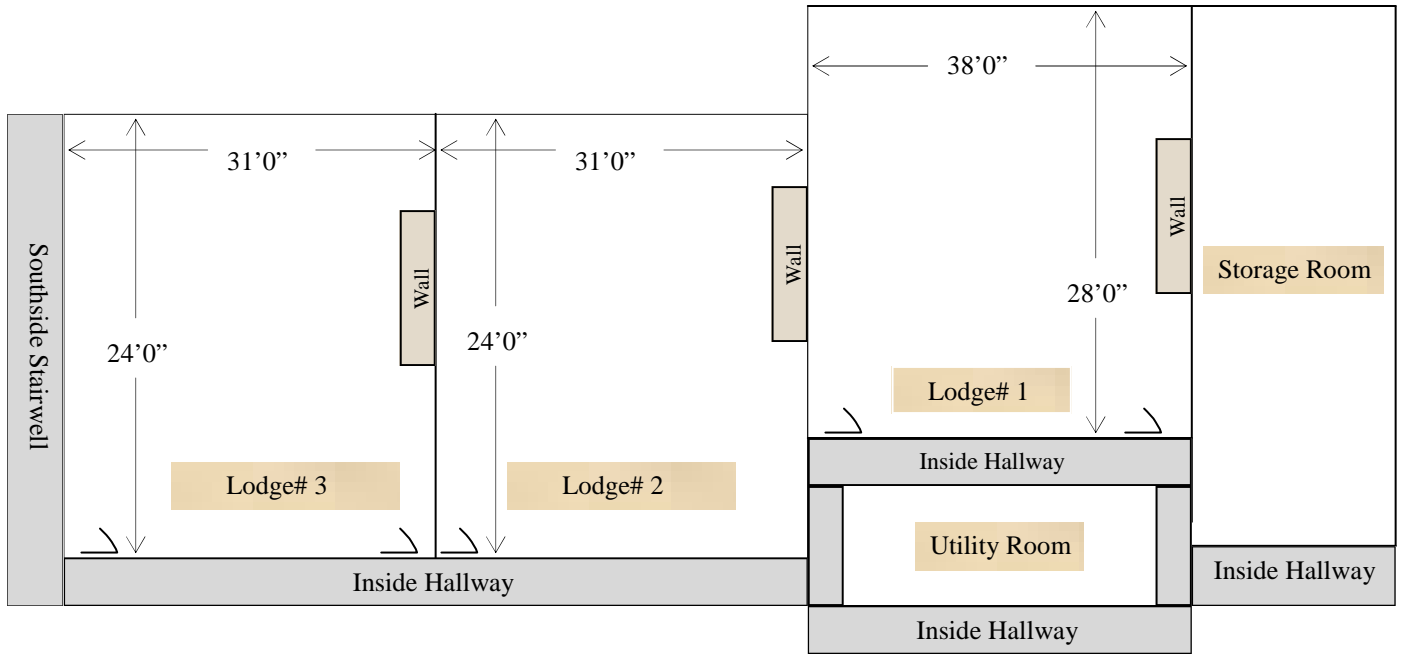 38’0”
31’0”
31’0”
Wall
Wall
Wall
Southside Stairwell
Storage Room
28’0”
24’0”
24’0”
Lodge# 1
Inside Hallway
Lodge# 3
Lodge# 2
Utility Room
Inside Hallway
Inside Hallway
Inside Hallway